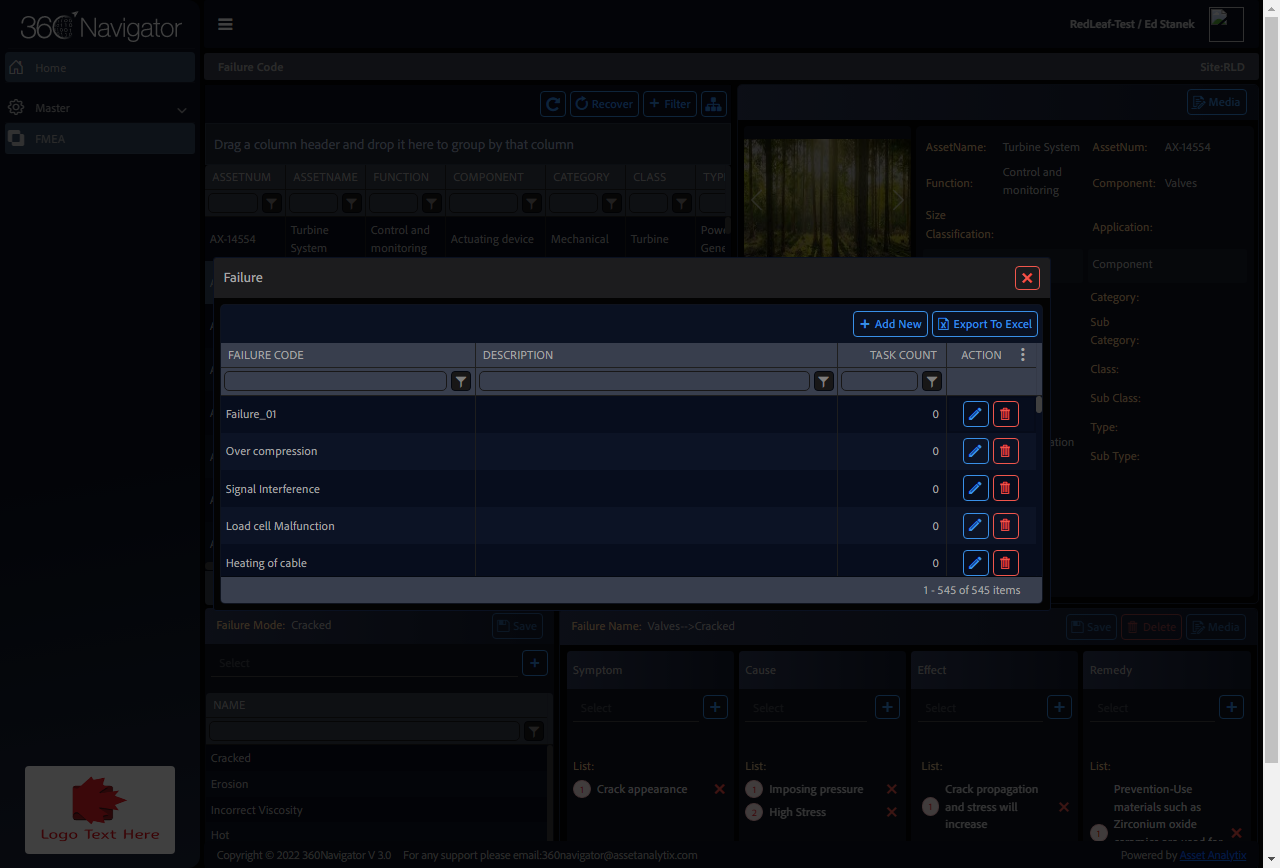 360 Navigator
RedLeaf-Test / Ed Stanek
Home
Master
FMEA
Failure Code
Site:RLD
Recover
+ Filter
Media
Drag a column header and drop it here to group by that column
ASSETNUM ASSETNAME FUNCTION COMPONENT CATEGORY CLASS
AX-14554 Turbine System Control and monitoring Actuating device Mechanical Turbine
AssetName: Turbine System AssetNum: AX-14554
Function: Control and monitoring Component: Valves
Size Classification: Application:
Component
Category:
Sub Category:
Class:
Sub Class:
Type:
Sub Type:
Failure
+ Add New Export To Excel
FAILURE CODE DESCRIPTION TASK COUNT ACTION
Failure_01 0
Over compression 0
Signal Interference 0
Load cell Malfunction 0
Heating of cable 0
1 - 545 of 545 items
Failure Mode: Cracked Save
Select +
NAME
Cracked
Erosion
Incorrect Viscosity
Hot
Failure Name: Valves-->Cracked Save Delete Media
Symptom Cause Effect Remedy
Select + Select + Select + Select +
List: List: List: List:
1 Crack appearance
1 Imposing pressure
2 High Stress
1 Crack propagation
and stress will
increase
1 Prevention-Use
materials such as
Zirconium oxide
Logo Text Here
Copyright © 2022 360Navigator V 3.0 For any support please email:360navigator@assetanalytix.com
Powered by Asset Analytix